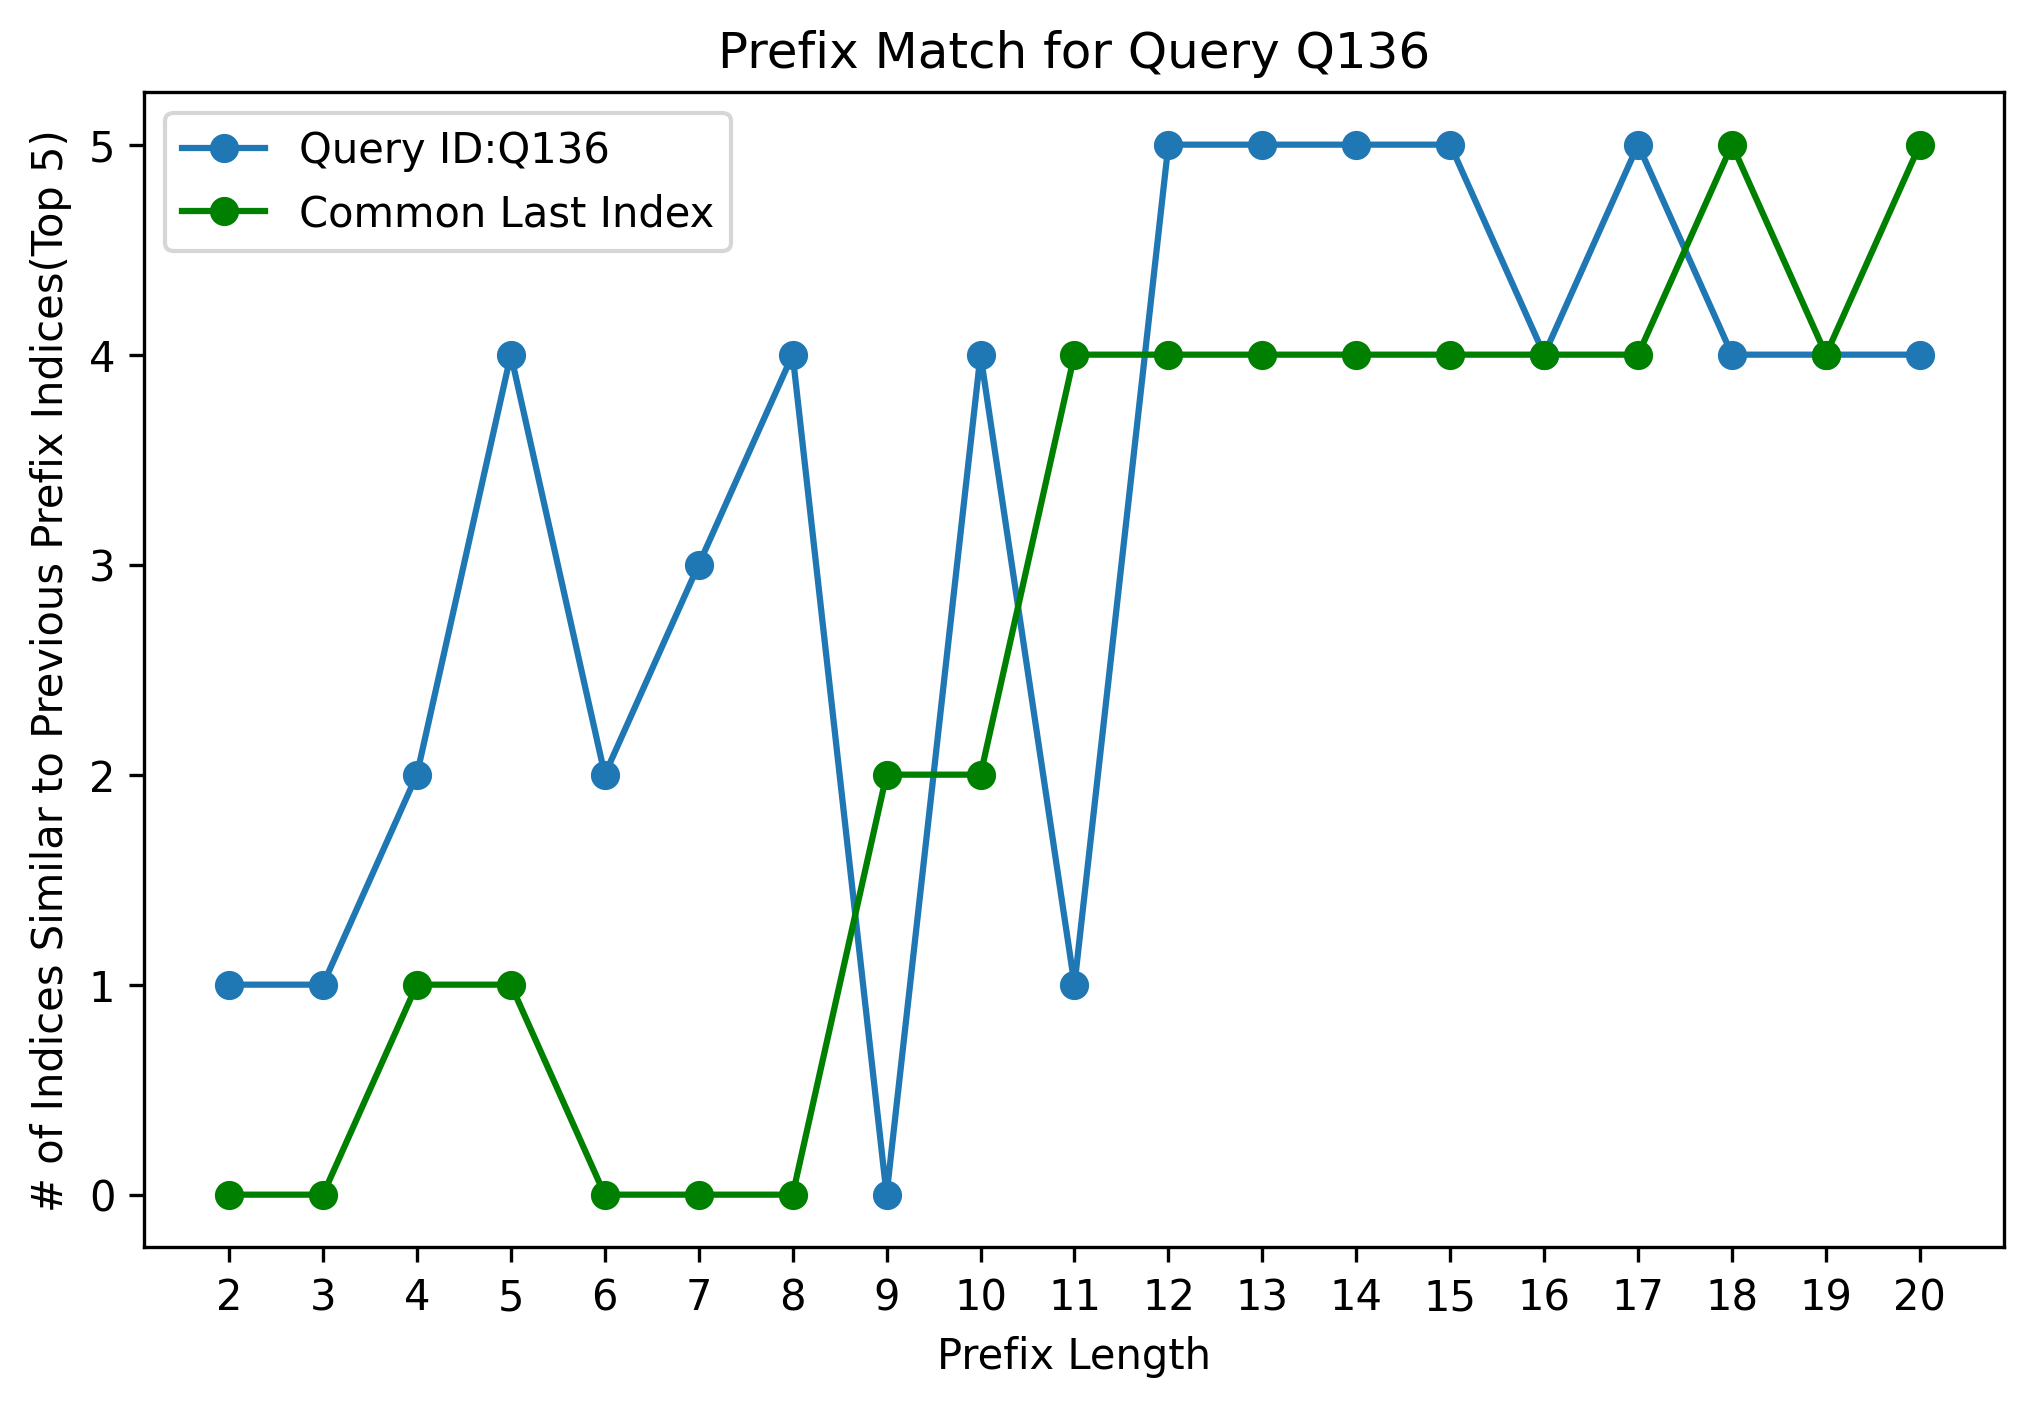 Prefix Match for Query Q136
Query ID:Q136
Common Last Index
# of Indices Similar to Previous Prefix Indices(Top 5)
5
4
3
2
1
0
2 3 4 5 6 7 8 9 10 11 12 13 14 15 16 17 18 19 20
Prefix Length